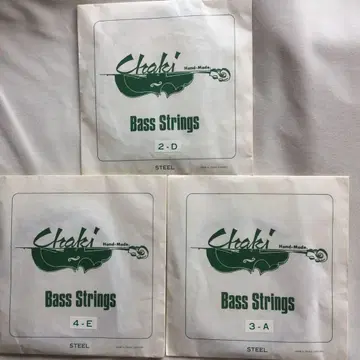 Chaki
Hand-Made
Bass Strings
2-D
STEEL
Chaki
Hand-Made
Bass Strings
4-E
STEEL
Chaki
Hand-Made
Bass Strings
3-A
STEEL